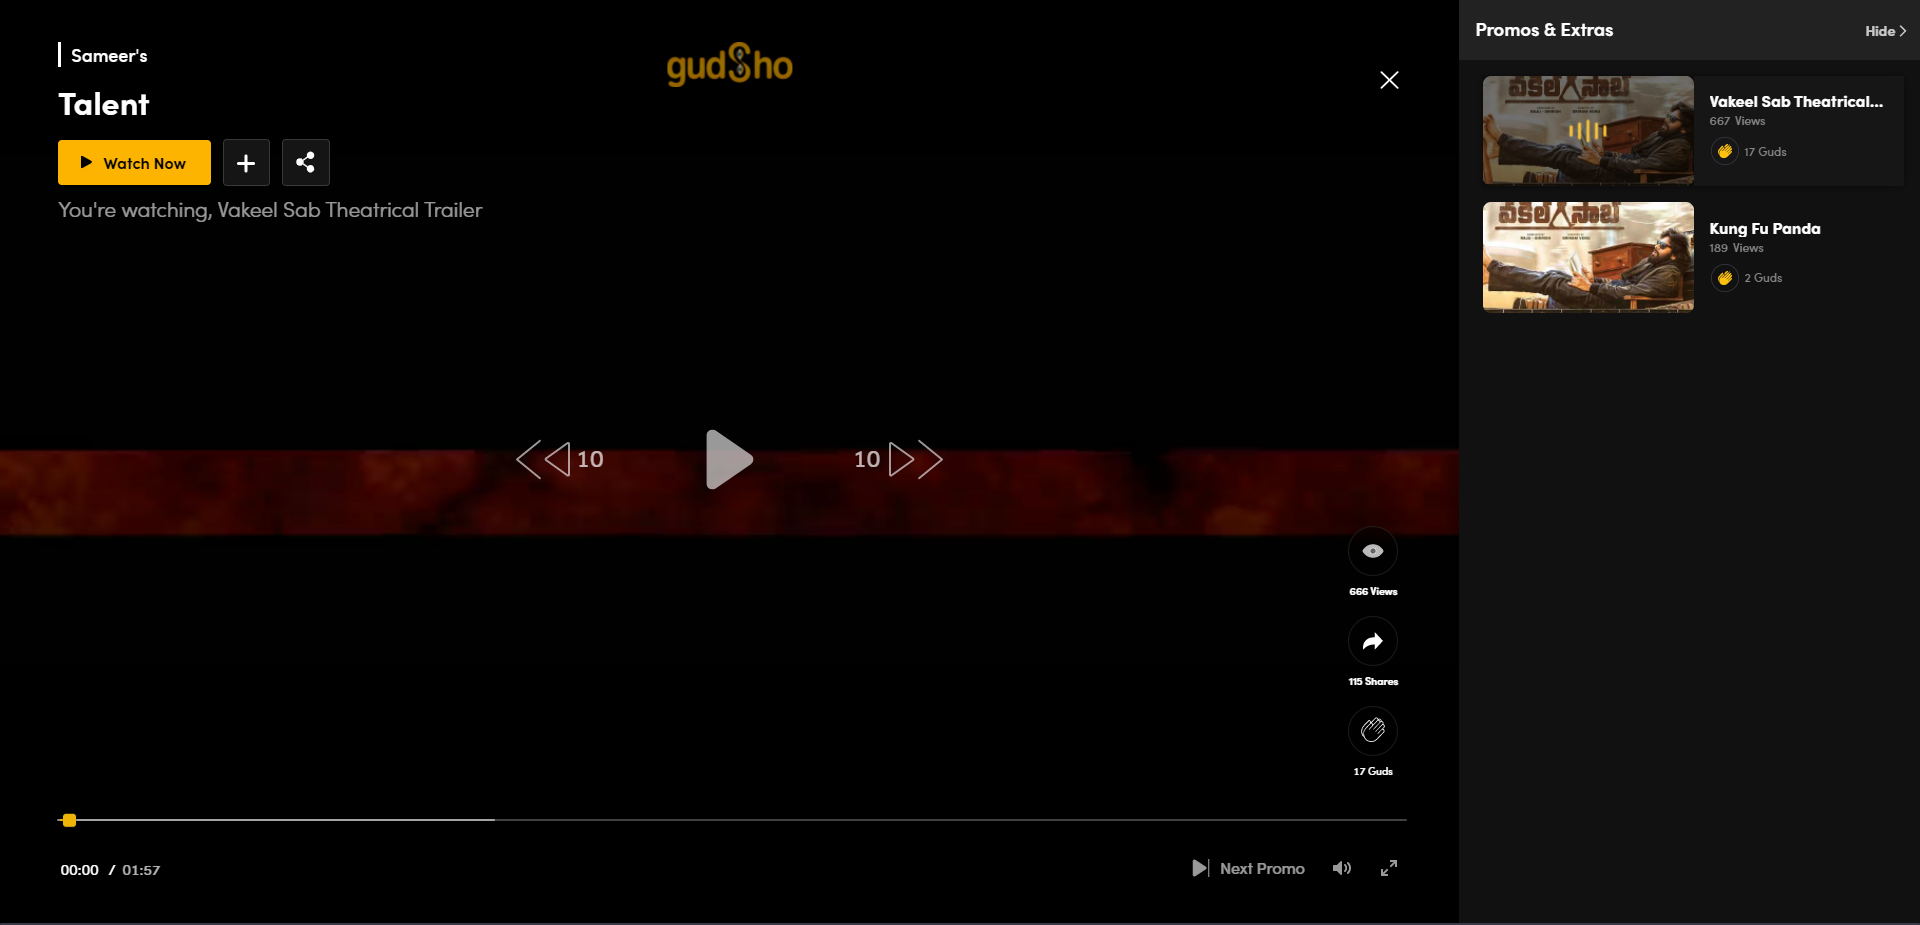 Sameer's
gudsho
Talent
Watch Now
You're watching, Vakeel Sab Theatrical Trailer
10
10
666 Views
115 Shares
17 Guds
00:00 / 01:57
Next Promo
Promos & Extras
Hide
వకీల్ సాబ్
Vakeel Sab Theatrical...
667 Views
17 Guds
వకీల్ సాబ్
Kung Fu Panda
189 Views
2 Guds